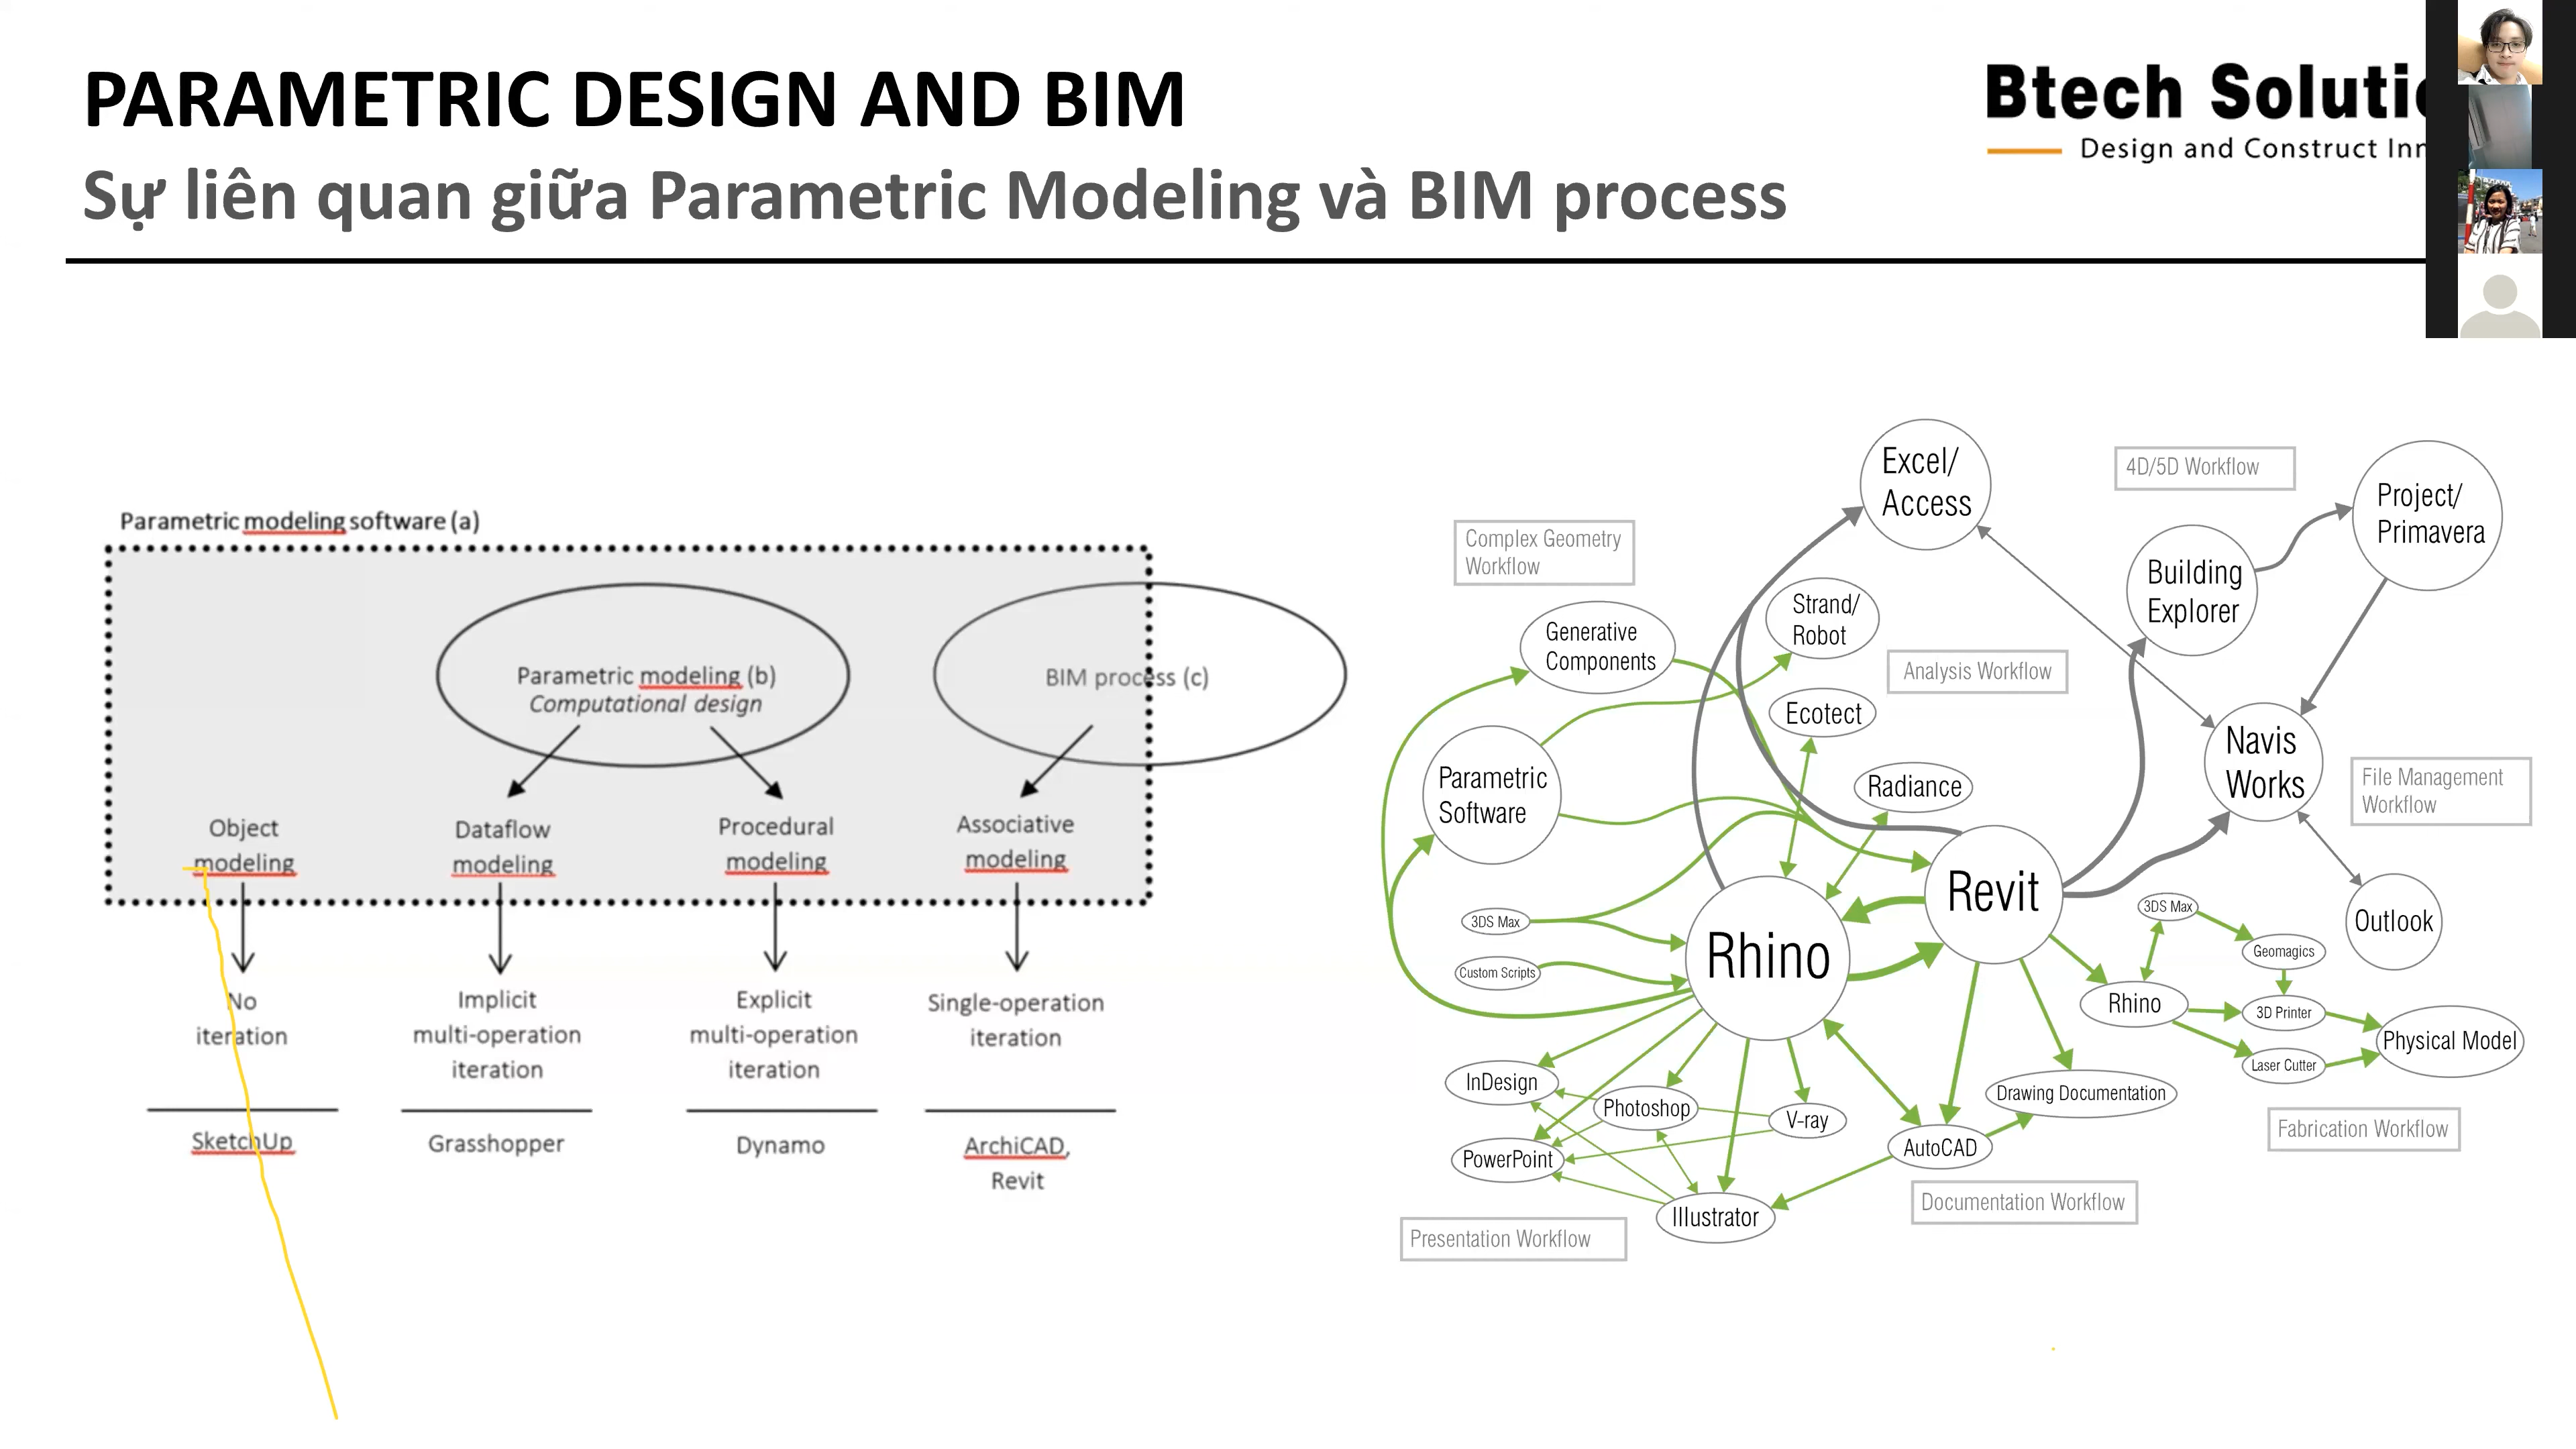 PARAMETRIC DESIGN AND BIM
Sự liên quan giữa Parametric Modeling và BIM process
Btech
Design and Construct
Parametric modeling software (a)
Parametric modeling (b)
Computational design
BIM process (c)
Object
modeling
Dataflow
modeling
Procedural
modeling
Associative
modeling
No
iteration
Implicit
multi-operation
iteration
Explicit
multi-operation
iteration
Single-operation
iteration
SketchUp
Grasshopper
Dynamo
ArchiCAD,
Revit
Excel/
Access
4D/5D Workflow
Project/
Primavera
Complex Geometry
Workflow
Building
Explorer
Strand/
Robot
Generative
Components
Analysis Workflow
Ecotect
Navis
Works
Parametric
Software
Radiance
File Management
Workflow
Revit
3DS Max
3DS Max
Outlook
Rhino
Geomagics
Custom Scripts
Rhino
3D Printer
Physical Model
Laser Cutter
InDesign
Photoshop
V-ray
Drawing Documentation
PowerPoint
AutoCAD
Fabrication Workflow
Illustrator
Documentation Workflow
Presentation Workflow